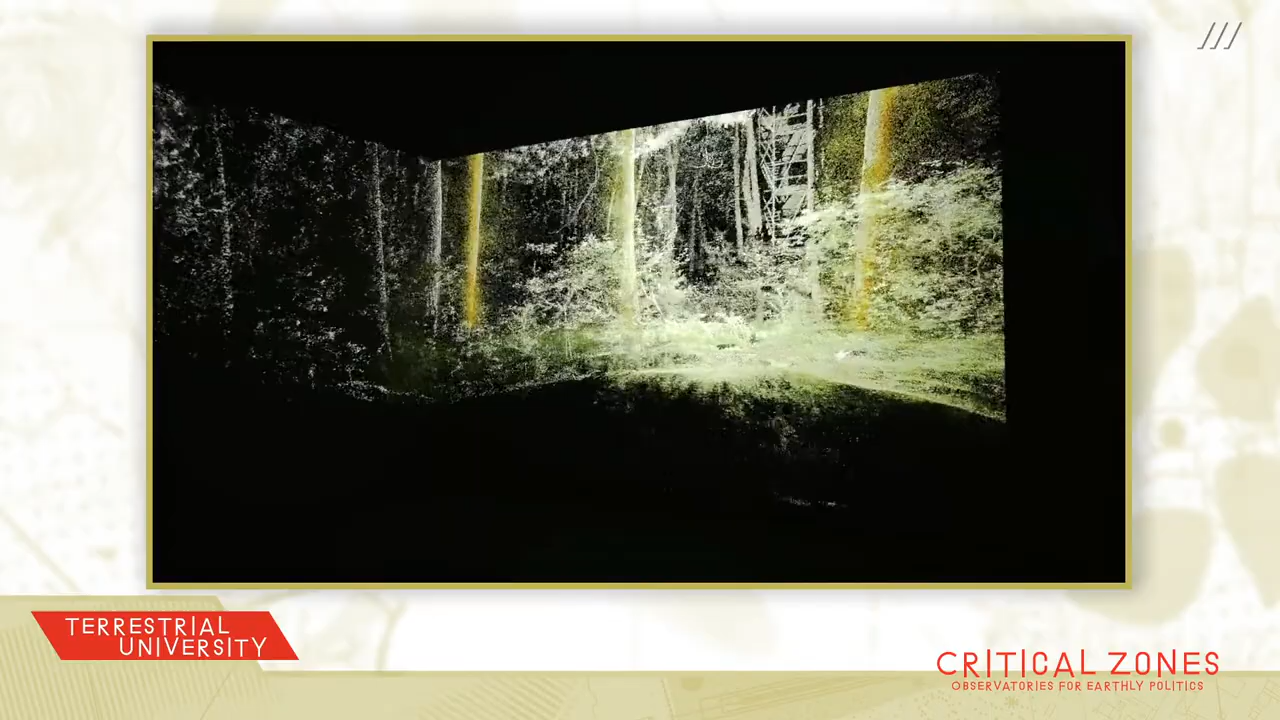 ///
TERRESTRIAL
UNIVERSITY
CRITICAL ZONES
OBSERVATORIES FOR EARTHLY POLITICS